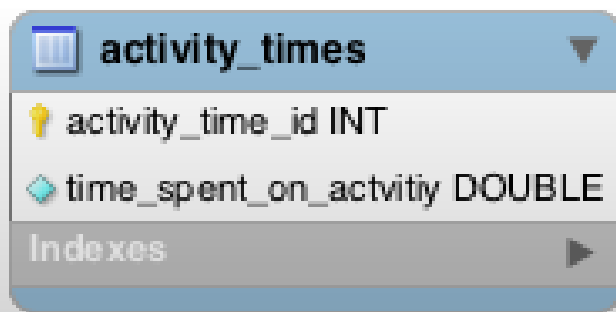 activity_times
activity_time_id INT
time_spent_on_actvitiy DOUBLE
Indexes